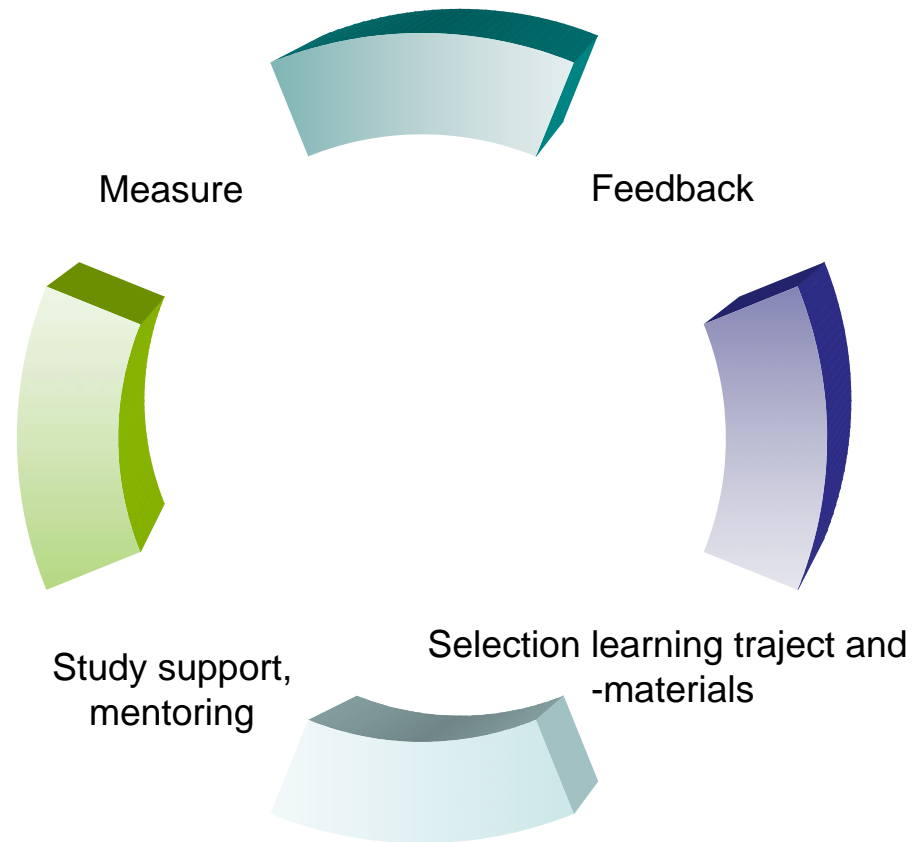 Measure
Feedback
Selection learning traject and
-materials
Study support,
mentoring